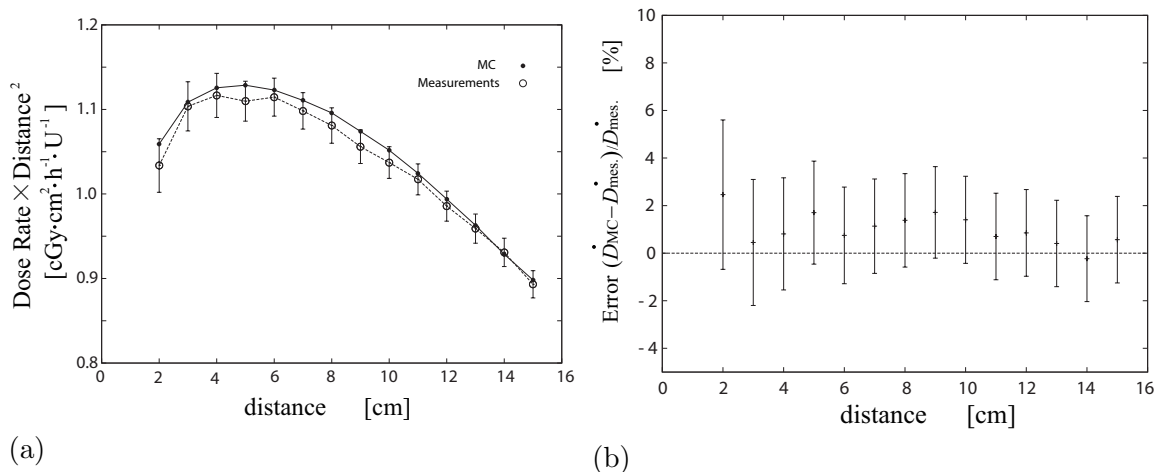 1.2
1.1
1.0
0.9
0.8
0 2 4 6 8 10 12 14 16
distance [cm]
Dose Rate × Distance²
[cGy·cm²·h⁻¹·U⁻¹]
MC
Measurements
(a)
10
8
6
4
2
0
- 2
- 4
0 2 4 6 8 10 12 14 16
distance [cm]
Error (Ḋ_MC − Ḋ_mes.)/Ḋ_mes. [%]
(b)